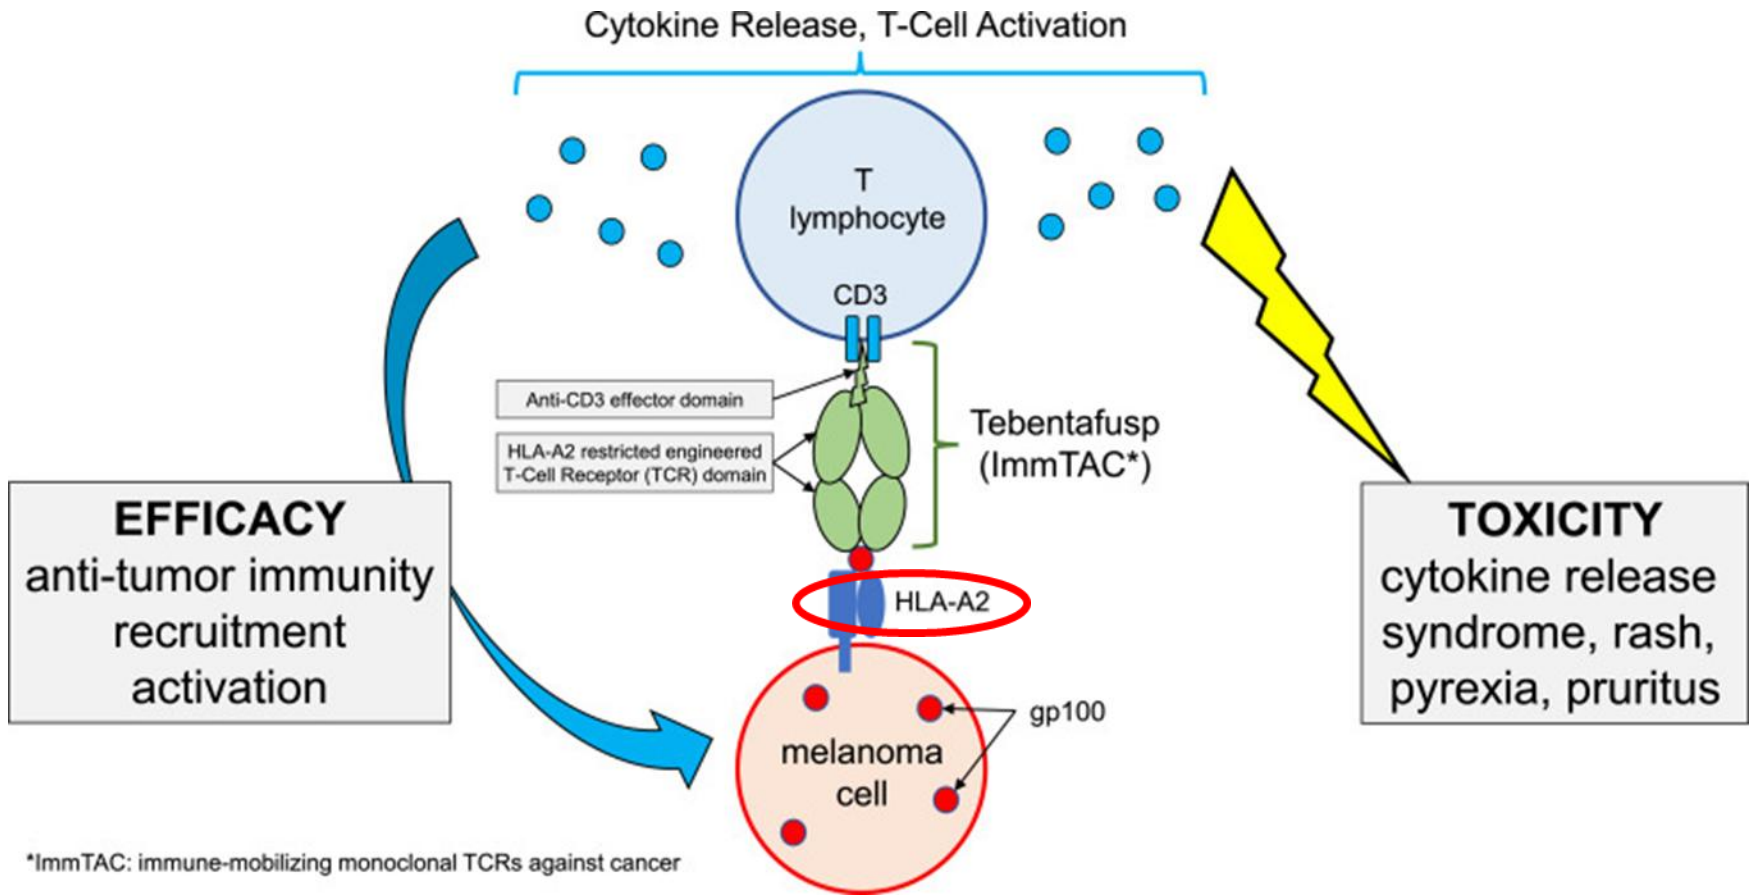 Cytokine Release, T-Cell Activation
T
lymphocyte
CD3
Anti-CD3 effector domain
HLA-A2 restricted engineered
T-Cell Receptor (TCR) domain
Tebentafusp
(ImmTAC*)
EFFICACY
anti-tumor immunity
recruitment
activation
TOXICITY
cytokine release
syndrome, rash,
pyrexia, pruritus
HLA-A2
gp100
melanoma
cell
*ImmTAC: immune-mobilizing monoclonal TCRs against cancer